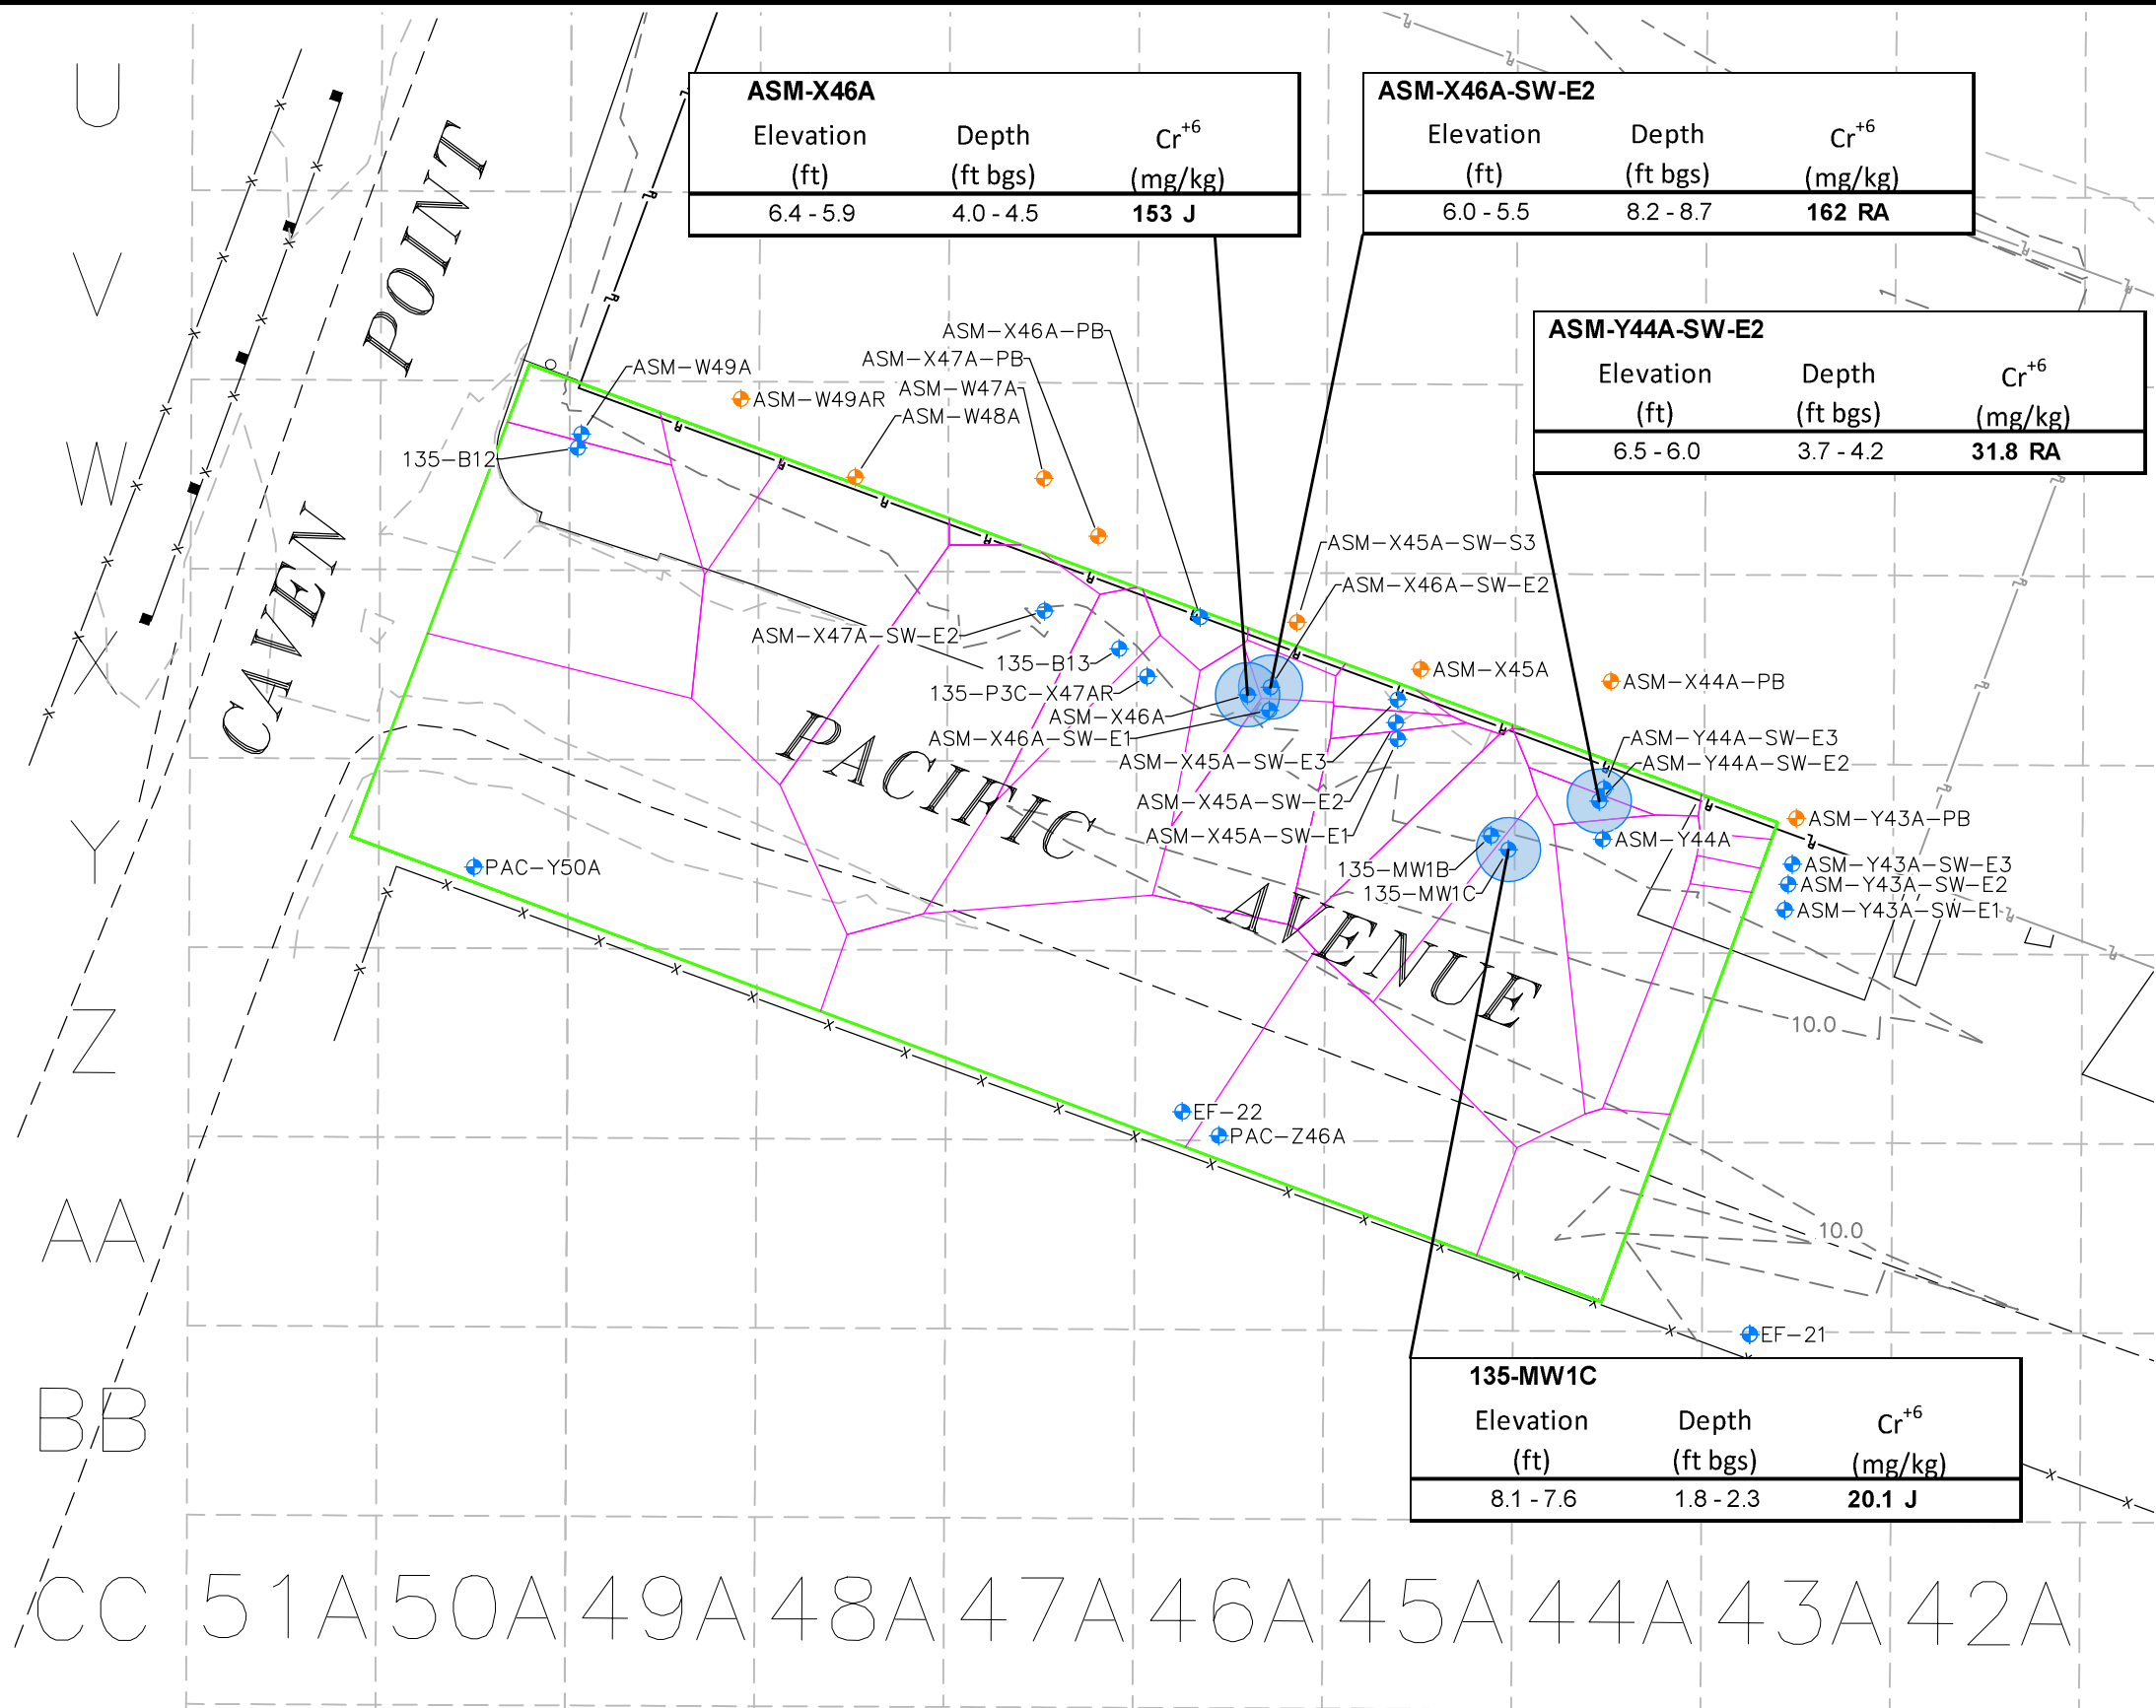 U
V
W
X
Y
Z
AA
BB
CC
51A 50A 49A 48A 47A 46A 45A 44A 43A 42A
CAVEN POINT
PACIFIC AVENUE
ASM-X46A
Elevation Depth Cr+6
(ft) (ft bgs) (mg/kg)
6.4 - 5.9 4.0 - 4.5 153 J
ASM-X46A-SW-E2
Elevation Depth Cr+6
(ft) (ft bgs) (mg/kg)
6.0 - 5.5 8.2 - 8.7 162 RA
ASM-Y44A-SW-E2
Elevation Depth Cr+6
(ft) (ft bgs) (mg/kg)
6.5 - 6.0 3.7 - 4.2 31.8 RA
ASM-X46A-PB
ASM-X47A-PB
ASM-W49A
ASM-W47A
ASM-W49AR
ASM-W48A
135-B12
ASM-X45A-SW-S3
ASM-X46A-SW-E2
ASM-X47A-SW-E2
135-B13
ASM-X45A
ASM-X44A-PB
135-P3C-X47AR
ASM-X46A
ASM-X46A-SW-E1
ASM-Y44A-SW-E3
ASM-X45A-SW-E3
ASM-Y44A-SW-E2
ASM-X45A-SW-E2
ASM-Y43A-PB
ASM-X45A-SW-E1
ASM-Y44A
PAC-Y50A
135-MW1B
ASM-Y43A-SW-E3
ASM-Y43A-SW-E2
135-MW1C
ASM-Y43A-SW-E1
10.0
EF-22
PAC-Z46A
10.0
EF-21
135-MW1C
Elevation Depth Cr+6
(ft) (ft bgs) (mg/kg)
8.1 - 7.6 1.8 - 2.3 20.1 J